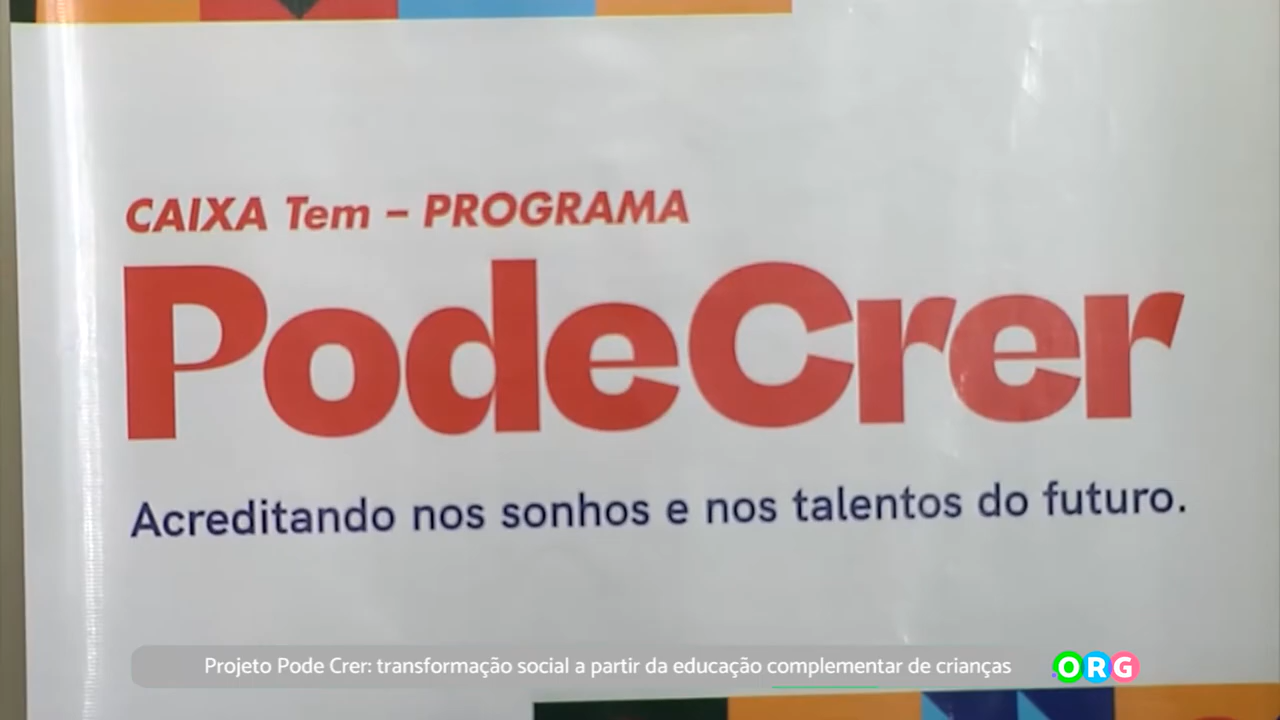 CAIXA Tem – PROGRAMA
PodeCrer
Acreditando nos sonhos e nos talentos do futuro.
Projeto Pode Crer: transformação social a partir da educação complementar de crianças
.ORG